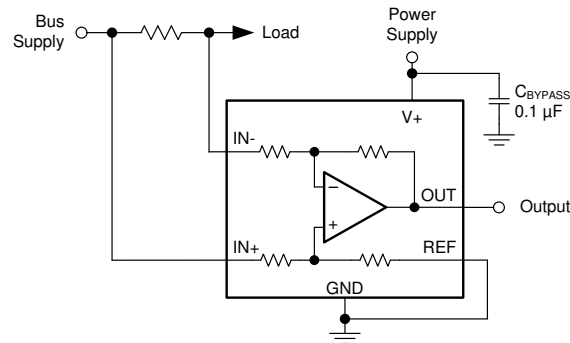 Bus
Supply
Load
Power
Supply
C_BYPASS
0.1 µF
V+
IN-
−
+
OUT
Output
IN+
REF
GND